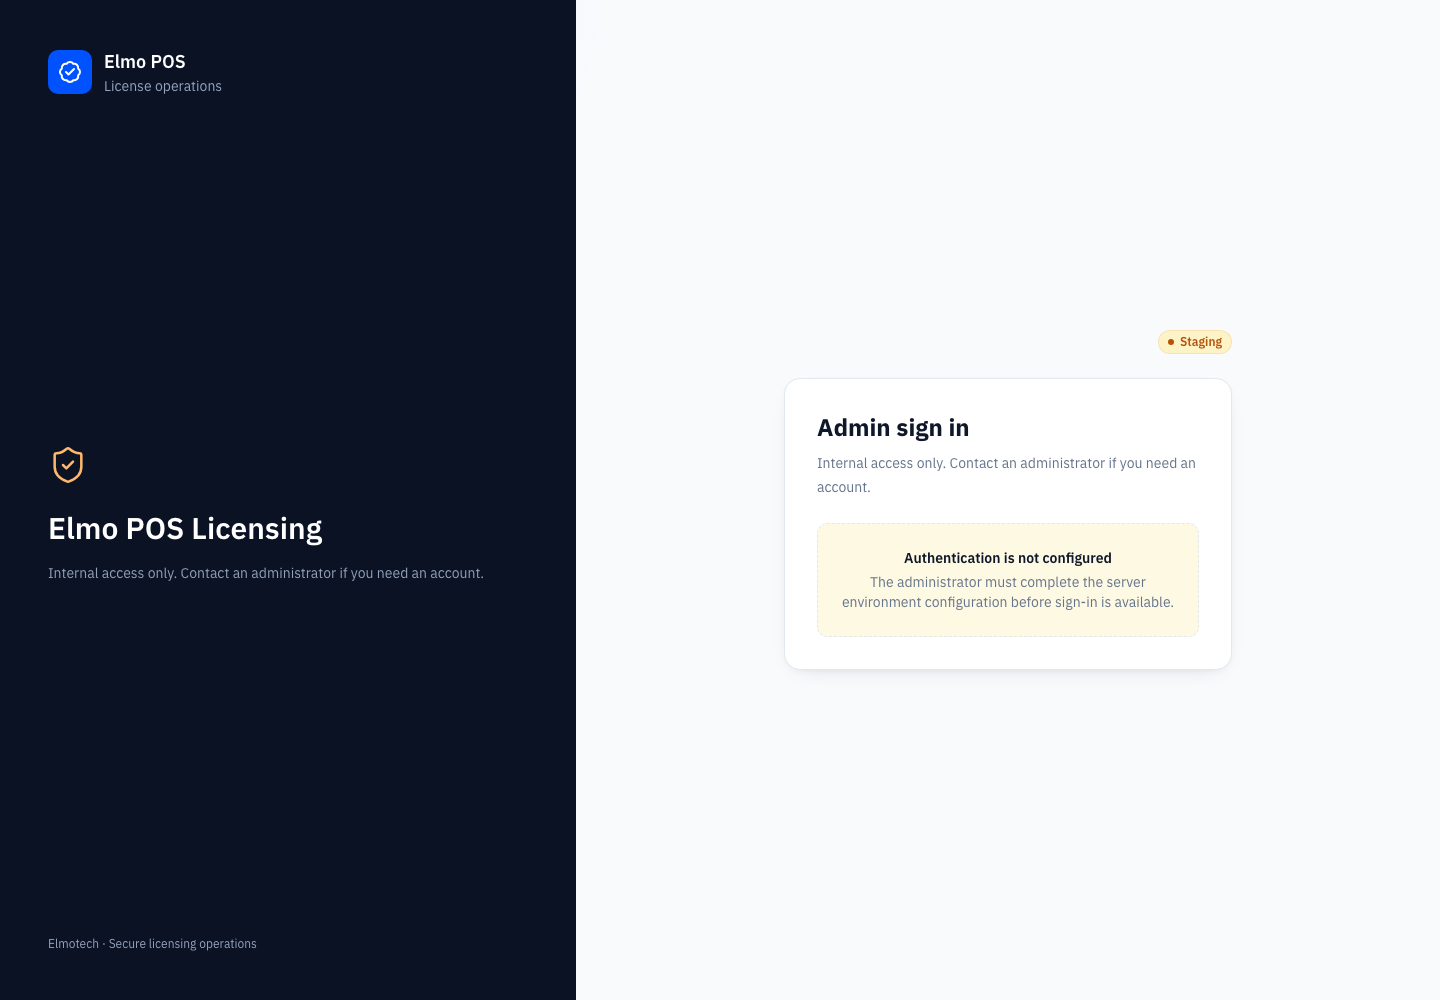 Elmo POS
License operations
Elmo POS Licensing
Internal access only. Contact an administrator if you need an account.
Elmotech · Secure licensing operations
Staging
Admin sign in
Internal access only. Contact an administrator if you need an
account.
Authentication is not configured
The administrator must complete the server
environment configuration before sign-in is available.